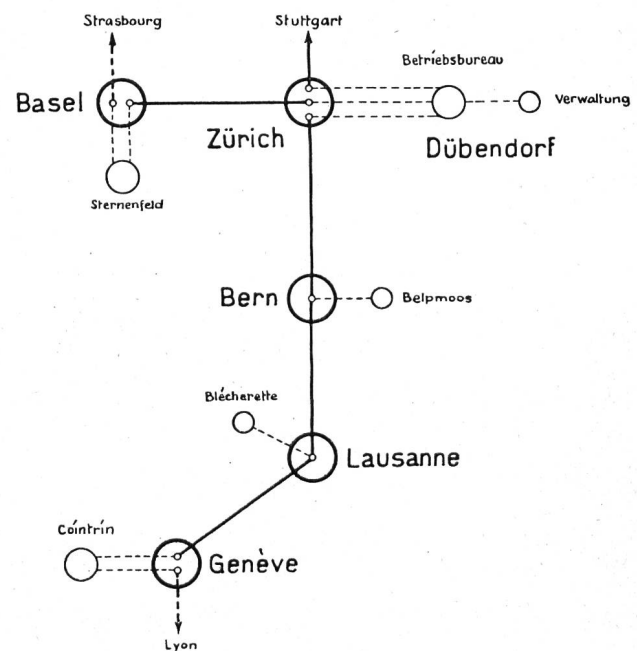 Strasbourg
Stuttgart
Betriebsbureau
Basel
Verwaltung
Zürich
Dübendorf
Sternenfeld
Bern
Belpmoos
Blécherette
Lausanne
Cointrin
Genève
Lyon